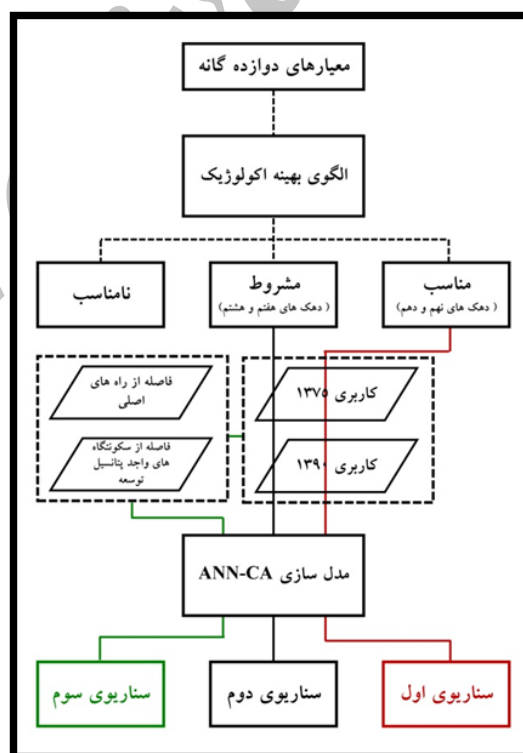 معیارهای دوازده گانه
الگوی بهینه اکولوژیک
مناسب
( دهک های نهم و دهم )
مشروط
( دهک های هفتم و هشتم)
نامناسب
کاربری ۱۳۷۵
کاربری ۱۳۹۰
فاصله از راه های
اصلی
فاصله از سکونتگاه
های واجد پتانسیل
توسعه
مدل سازی ANN-CA
سناریوی اول
سناریوی دوم
سناریوی سوم